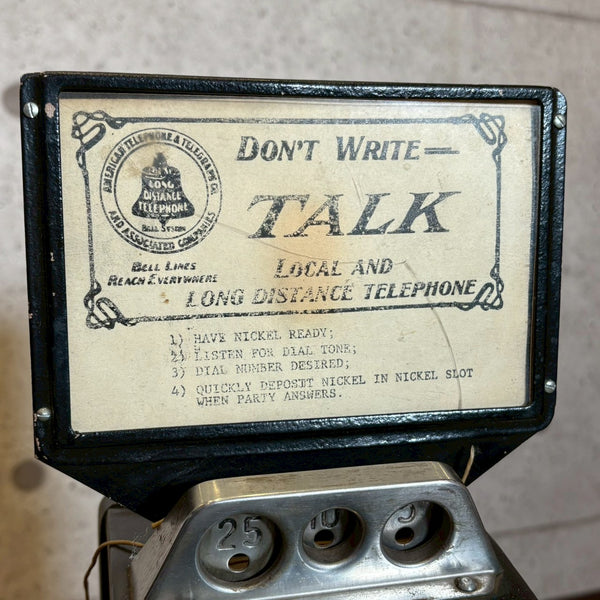 AMERICAN TELEPHONE & TELEGRAPH CO.
AND ASSOCIATED COMPANIES
LONG
DISTANCE
TELEPHONE
BELL SYSTEM
BELL LINES
REACH EVERYWHERE
DON'T WRITE—
TALK
LOCAL AND
LONG DISTANCE TELEPHONE
1) HAVE NICKEL READY;
2) LISTEN FOR DIAL TONE;
3) DIAL NUMBER DESIRED;
4) QUICKLY DEPOSIT NICKEL IN NICKEL SLOT
WHEN PARTY ANSWERS.
25 10 5